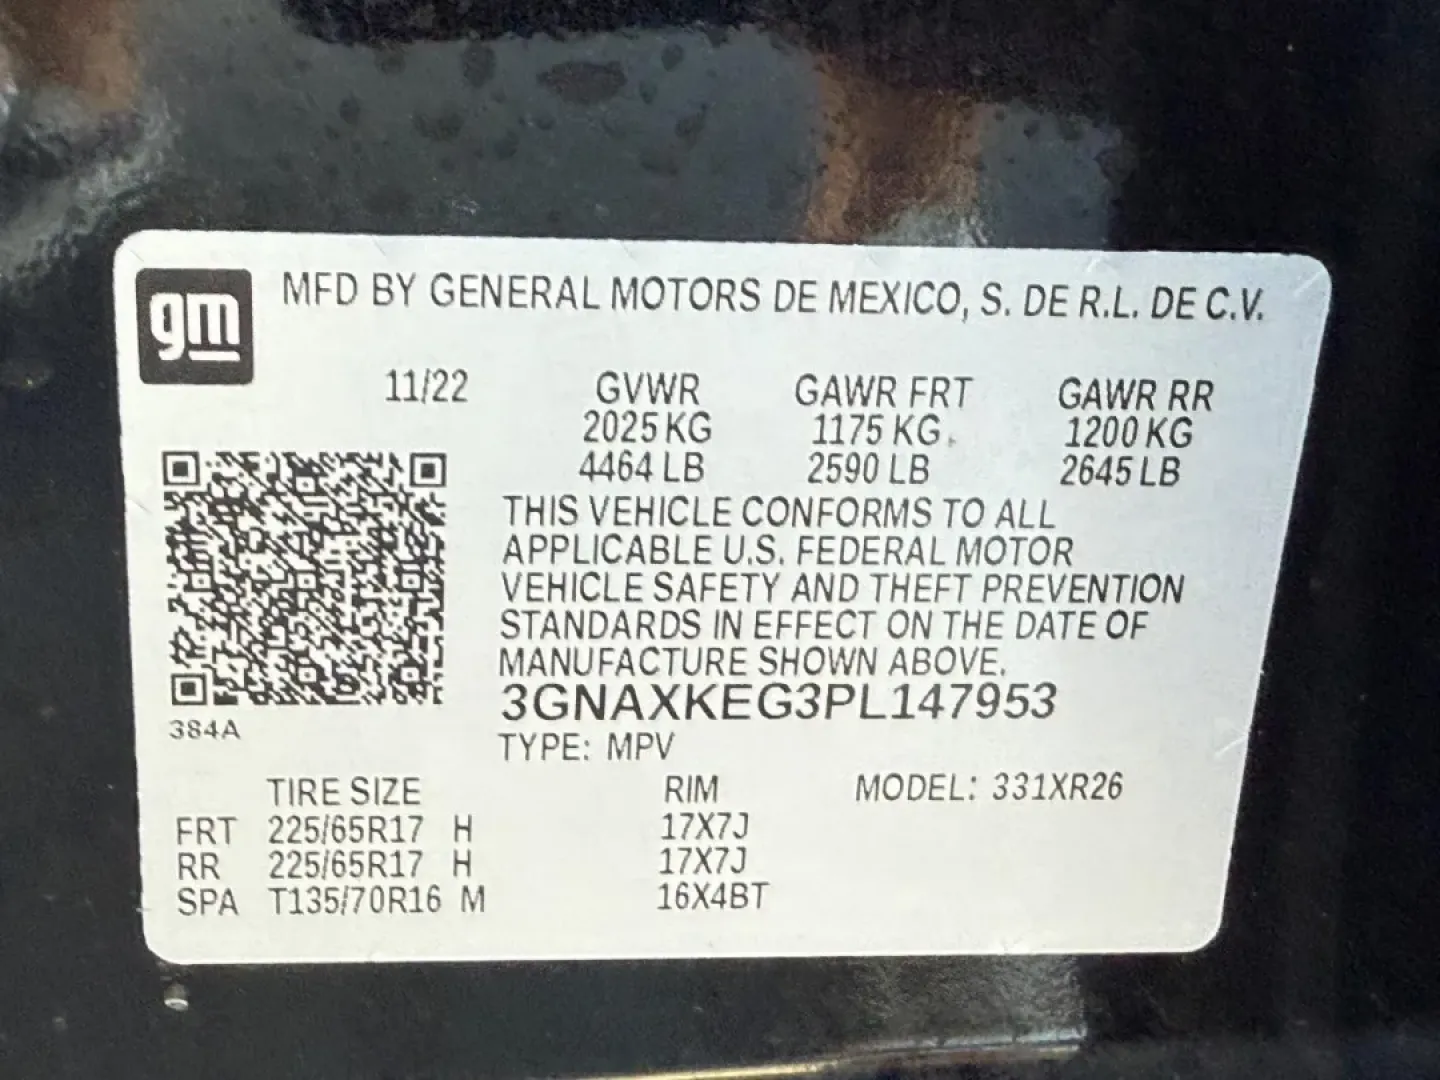 gm
MFD BY GENERAL MOTORS DE MEXICO, S. DE R.L. DE C.V.
11/22 GVWR GAWR FRT GAWR RR
2025 KG 1175 KG 1200 KG
4464 LB 2590 LB 2645 LB
THIS VEHICLE CONFORMS TO ALL
APPLICABLE U.S. FEDERAL MOTOR
VEHICLE SAFETY AND THEFT PREVENTION
STANDARDS IN EFFECT ON THE DATE OF
MANUFACTURE SHOWN ABOVE.
3GNAXKEG3PL147953
384A
TYPE: MPV
TIRE SIZE RIM MODEL: 331XR26
FRT 225/65R17 H 17X7J
RR 225/65R17 H 17X7J
SPA T135/70R16 M 16X4BT